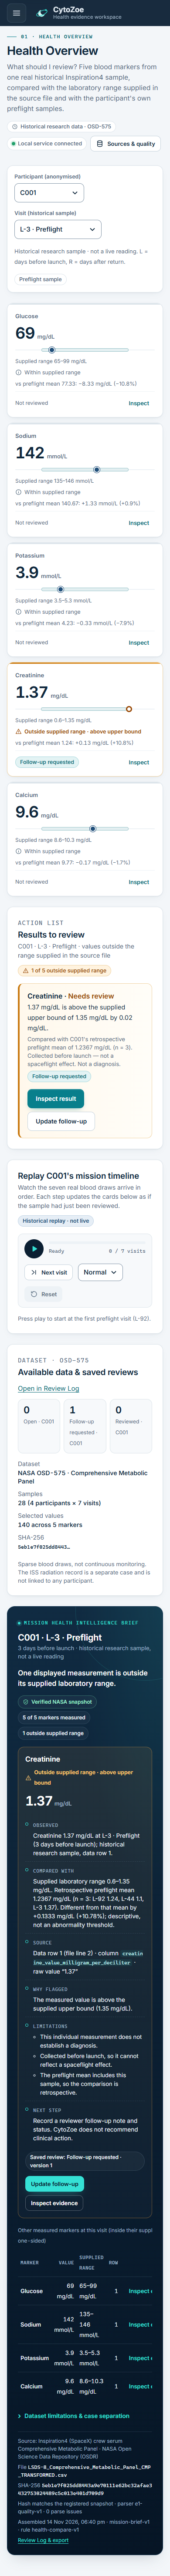 CytoZoe
Health evidence workspace
01 · HEALTH OVERVIEW
Health Overview
What should I review? Five blood markers from
one real historical Inspiration4 sample,
compared with the laboratory range supplied in
the source file and with the participant's own
preflight samples.
Historical research data · OSD-575
Local service connected
Sources & quality
Participant (anonymised)
C001
Visit (historical sample)
L-3 · Preflight
Historical research sample · not a live reading. L =
days before launch, R = days after return.
Preflight sample
Glucose
69 mg/dL
Supplied range 65–99 mg/dL
Within supplied range
vs preflight mean 77.33: −8.33 mg/dL (−10.8%)
Not reviewed
Inspect
Sodium
142 mmol/L
Supplied range 135–146 mmol/L
Within supplied range
vs preflight mean 140.67: +1.33 mmol/L (+0.9%)
Not reviewed
Inspect
Potassium
3.9 mmol/L
Supplied range 3.5–5.3 mmol/L
Within supplied range
vs preflight mean 4.23: −0.33 mmol/L (−7.9%)
Not reviewed
Inspect
Creatinine
1.37 mg/dL
Supplied range 0.6–1.35 mg/dL
Outside supplied range · above upper bound
vs preflight mean 1.24: +0.13 mg/dL (+10.8%)
Follow-up requested
Inspect
Calcium
9.6 mg/dL
Supplied range 8.6–10.3 mg/dL
Within supplied range
vs preflight mean 9.77: −0.17 mg/dL (−1.7%)
Not reviewed
Inspect
ACTION LIST
Results to review
C001 · L-3 · Preflight · values outside the
range supplied in the source file
1 of 5 outside supplied range
Creatinine · Needs review
1.37 mg/dL is above the supplied
upper bound of 1.35 mg/dL by 0.02
mg/dL.
Compared with C001's retrospective
preflight mean of 1.2367 mg/dL (n = 3).
Collected before launch — not a
spaceflight effect. Not a diagnosis.
Follow-up requested
Inspect result
Update follow-up
Replay C001's mission timeline
Watch the seven real blood draws arrive in
order. Each step updates the cards below as if
the sample had just been reviewed.
Historical replay · not live
Ready
0 / 7 visits
Next visit
Normal
Reset
Press play to start at the first preflight visit (L-92).
DATASET · OSD-575
Available data & saved reviews
Open in Review Log
0
Open · C001
1
Follow-up
requested ·
C001
0
Reviewed ·
C001
Dataset
NASA OSD-575 · Comprehensive Metabolic
Panel
Samples
28 (4 participants × 7 visits)
Selected values
140 across 5 markers
SHA-256
5eb1e7f025dd8443…
Sparse blood draws, not continuous monitoring.
The ISS radiation record is a separate case and is
not linked to any participant.
MISSION HEALTH INTELLIGENCE BRIEF
C001 · L-3 · Preflight
3 days before launch · historical research sample,
not a live reading
One displayed measurement is outside
its supplied laboratory range.
Verified NASA snapshot
5 of 5 markers measured
1 outside supplied range
Creatinine
Outside supplied range · above upper
bound
1.37 mg/dL
OBSERVED
Creatinine 1.37 mg/dL at L-3 · Preflight
(3 days before launch); historical
research sample, data row 1.
COMPARED WITH
Supplied laboratory range 0.6–1.35
mg/dL. Retrospective preflight mean
1.2367 mg/dL (n = 3: L-92 1.24, L-44 1.1,
L-3 1.37). Different from that mean by
+0.1333 mg/dL (+10.78%); descriptive,
not an abnormality threshold.
SOURCE
Data row 1 (file line 2) · column creatin
ine_value_milligram_per_deciliter ·
raw value "1.37"
WHY FLAGGED
The measured value is above the
supplied upper bound (1.35 mg/dL).
LIMITATIONS
This individual measurement does not
establish a diagnosis.
Collected before launch, so it cannot
reflect a spaceflight effect.
The preflight mean includes this
sample, so the comparison is
retrospective.
NEXT STEP
Record a reviewer follow-up note and
status. CytoZoe does not recommend
clinical action.
Saved review: Follow-up requested ·
version 1
Update follow-up
Inspect evidence
Other measured markers at this visit (inside their suppl
one-sided)
MARKER VALUE SUPPLIED RANGE ROW
Glucose 69 mg/dL 65–99 mg/dL 1 Inspect
Sodium 142 mmol/L 135–146 mmol/L 1 Inspect
Potassium 3.9 mmol/L 3.5–5.3 mmol/L 1 Inspect
Calcium 9.6 mg/dL 8.6–10.3 mg/dL 1 Inspect
Dataset limitations & case separation
Source: Inspiration4 (SpaceX) crew serum
Comprehensive Metabolic Panel · NASA Open
Science Data Repository (OSDR)
File LSDS-8_Comprehensive_Metabolic_Panel_CMP
_TRANSFORMED.csv
Hash matches the registered snapshot · parser e1-
quality-v1 · 0 parse issues
Assembled 14 Nov 2026, 06:40 pm · mission-brief-v1
· rule health-compare-v1
Review Log & export